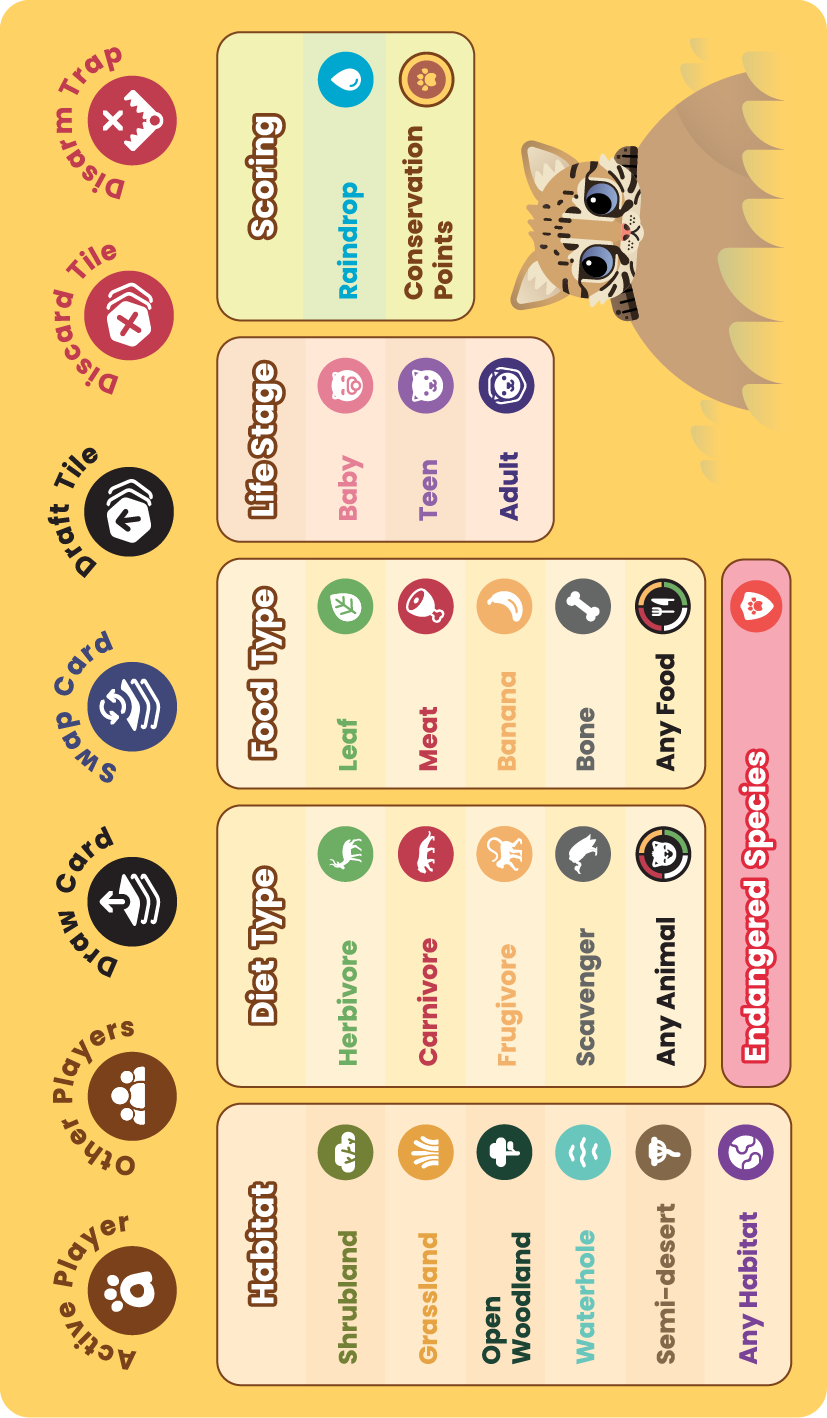 Active Player
Other Players
Draw Card
Swap Card
Draft Tile
Discard Tile
Disarm Trap
Habitat
Shrubland
Grassland
Open
Woodland
Waterhole
Semi-desert
Any Habitat
Diet Type
Herbivore
Carnivore
Frugivore
Scavenger
Any Animal
Food Type
Leaf
Meat
Banana
Bone
Any Food
Endangered Species
Life Stage
Baby
Teen
Adult
Scoring
Raindrop
Conservation
Points